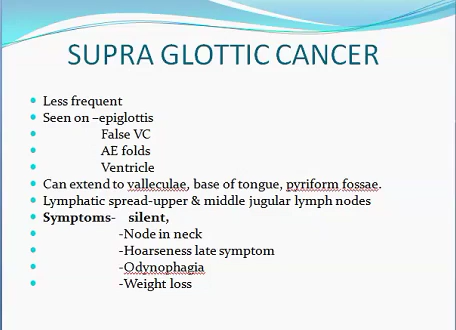 SUPRA GLOTTIC CANCER
• Less frequent
• Seen on –epiglottis
• False VC
• AE folds
• Ventricle
• Can extend to valleculae, base of tongue, pyriform fossae.
• Lymphatic spread-upper & middle jugular lymph nodes
• Symptoms- silent,
• -Node in neck
• -Hoarseness late symptom
• -Odynophagia
• -Weight loss